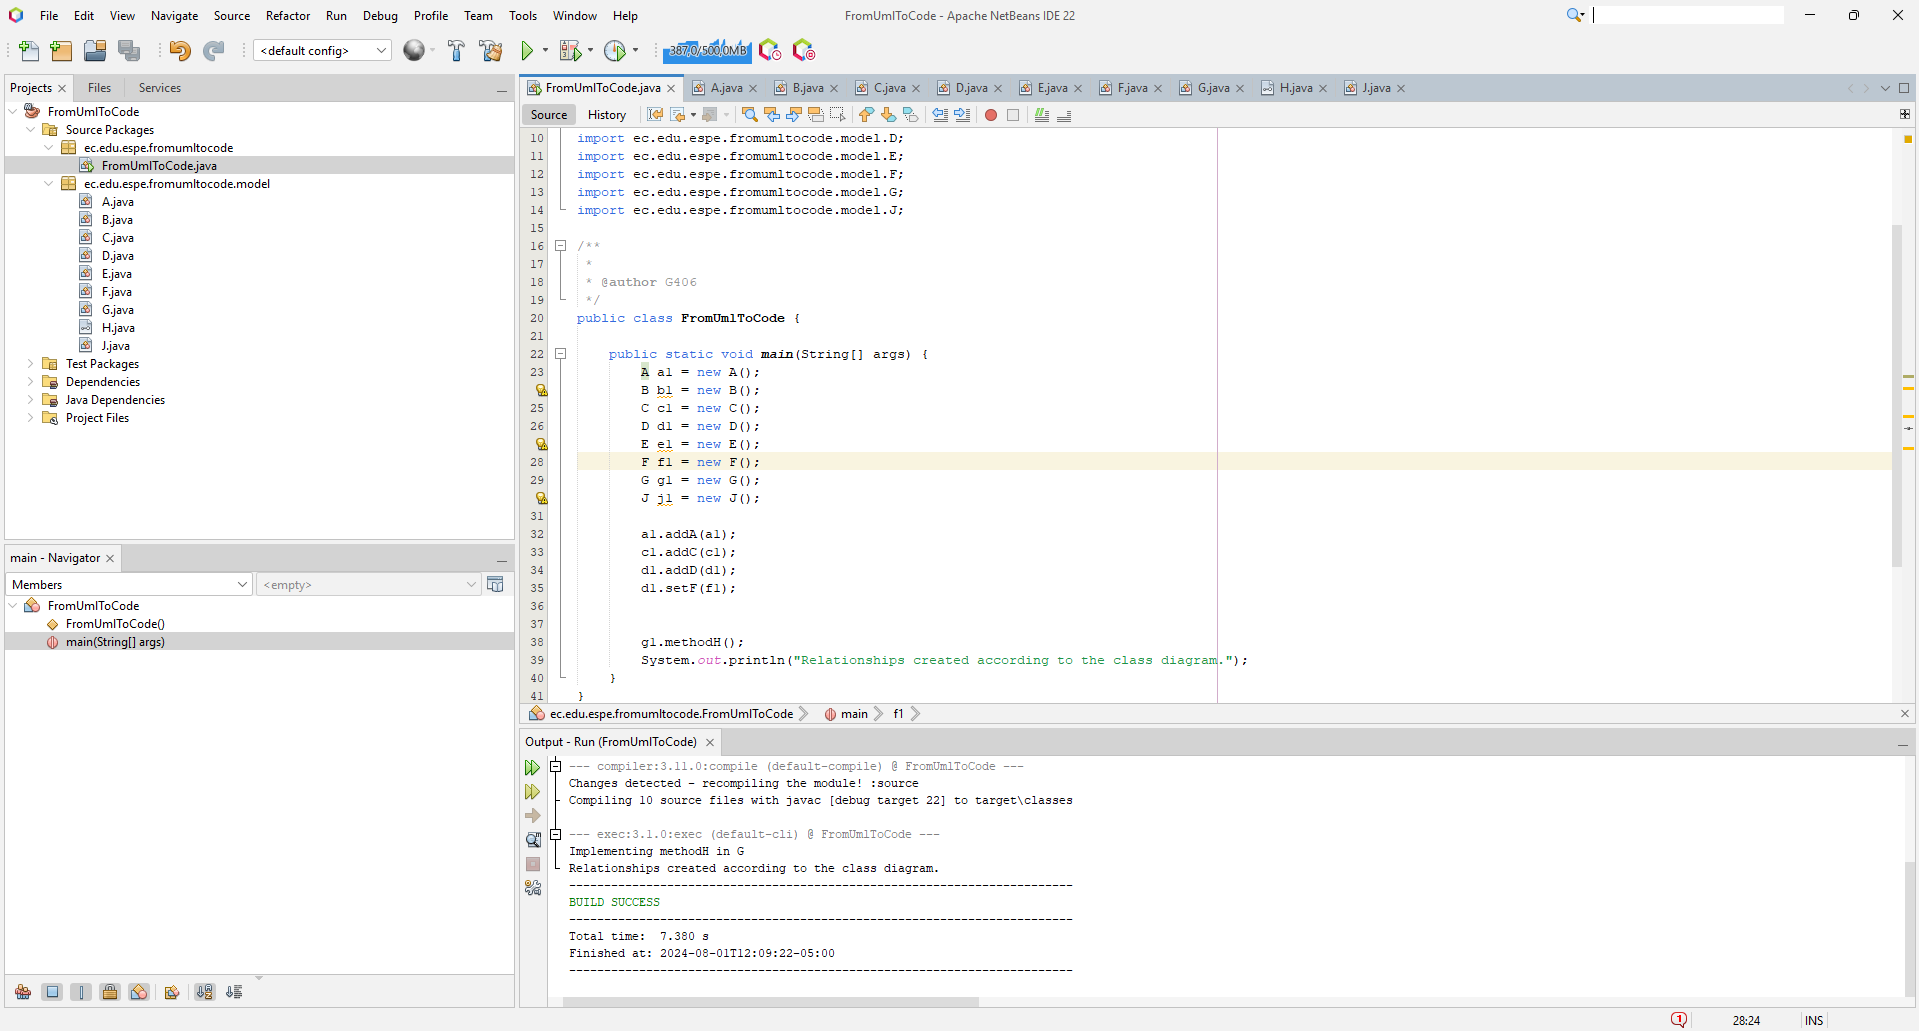 File Edit View Navigate Source Refactor Run Debug Profile Team Tools Window Help
FromUmlToCode - Apache NetBeans IDE 22
<default config>
387,0/500,0MB
Projects Files Services
FromUmlToCode
Source Packages
ec.edu.espe.fromumltocode
FromUmlToCode.java
ec.edu.espe.fromumltocode.model
A.java
B.java
C.java
D.java
E.java
F.java
G.java
H.java
J.java
Test Packages
Dependencies
Java Dependencies
Project Files
main - Navigator
Members <empty>
FromUmlToCode
FromUmlToCode()
main(String[] args)
FromUmlToCode.java A.java B.java C.java D.java E.java F.java G.java H.java J.java
Source History
10 import ec.edu.espe.fromumltocode.model.D;
11 import ec.edu.espe.fromumltocode.model.E;
12 import ec.edu.espe.fromumltocode.model.F;
13 import ec.edu.espe.fromumltocode.model.G;
14 import ec.edu.espe.fromumltocode.model.J;
15
16 /**
17 *
18 * @author G406
19 */
20 public class FromUmlToCode {
21
22 public static void main(String[] args) {
23 A a1 = new A();
B b1 = new B();
25 C c1 = new C();
26 D d1 = new D();
E e1 = new E();
28 F f1 = new F();
29 G g1 = new G();
J j1 = new J();
31
32 a1.addA(a1);
33 c1.addC(c1);
34 d1.addD(d1);
35 d1.setF(f1);
36
37
38 g1.methodH();
39 System.out.println("Relationships created according to the class diagram.");
40 }
41 }
ec.edu.espe.fromumltocode.FromUmlToCode main f1
Output - Run (FromUmlToCode)
--- compiler:3.11.0:compile (default-compile) @ FromUmlToCode ---
Changes detected - recompiling the module! :source
Compiling 10 source files with javac [debug target 22] to target\classes
--- exec:3.1.0:exec (default-cli) @ FromUmlToCode ---
Implementing methodH in G
Relationships created according to the class diagram.
------------------------------------------------------------------------
BUILD SUCCESS
------------------------------------------------------------------------
Total time: 7.380 s
Finished at: 2024-08-01T12:09:22-05:00
------------------------------------------------------------------------
1 28:24 INS